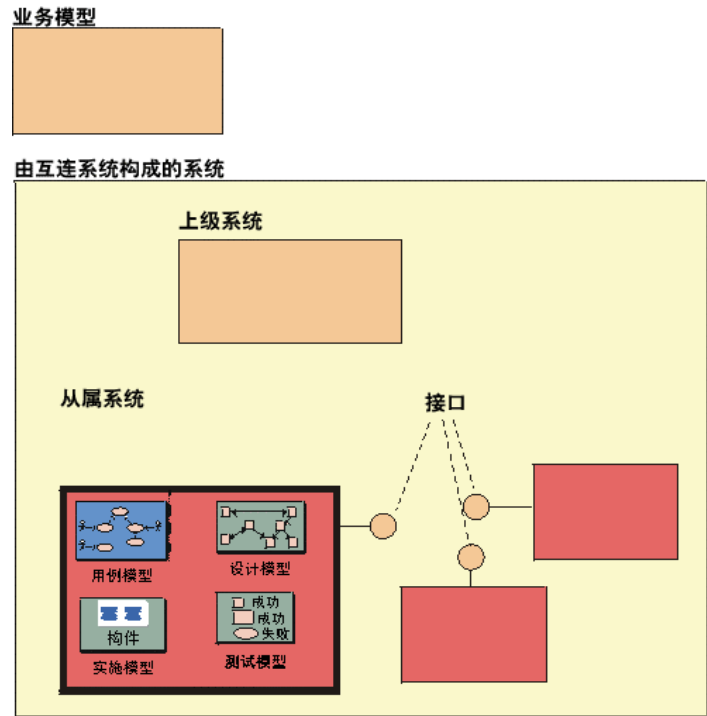 业务模型
由互连系统构成的系统
上级系统
从属系统
接口
用例模型
设计模型
构件
成功
成功
失败
实施模型
测试模型